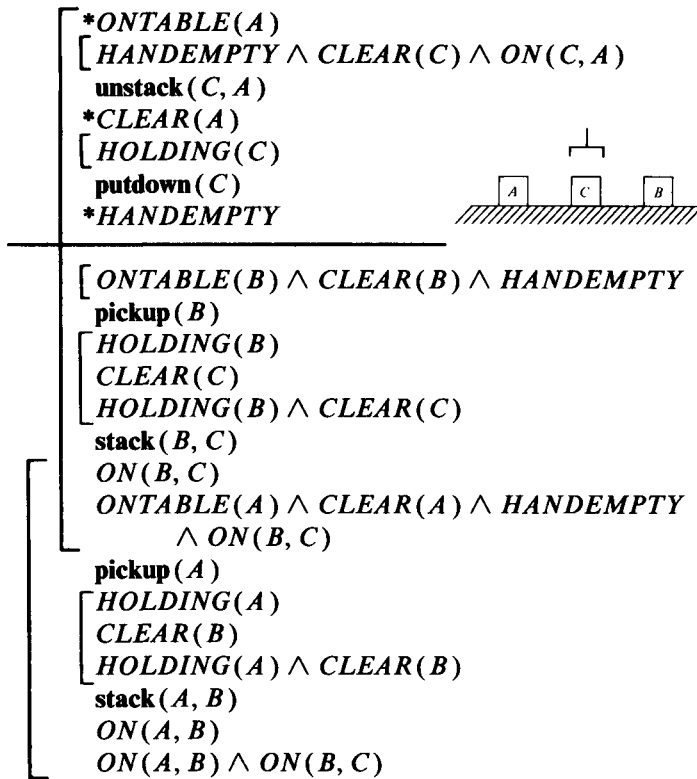 *ONTABLE(A)
HANDEMPTY ∧ CLEAR(C) ∧ ON(C, A)
unstack(C, A)
*CLEAR(A)
HOLDING(C)
putdown(C)
*HANDEMPTY
A C B
ONTABLE(B) ∧ CLEAR(B) ∧ HANDEMPTY
pickup(B)
HOLDING(B)
CLEAR(C)
HOLDING(B) ∧ CLEAR(C)
stack(B, C)
ON(B, C)
ONTABLE(A) ∧ CLEAR(A) ∧ HANDEMPTY
∧ ON(B, C)
pickup(A)
HOLDING(A)
CLEAR(B)
HOLDING(A) ∧ CLEAR(B)
stack(A, B)
ON(A, B)
ON(A, B) ∧ ON(B, C)